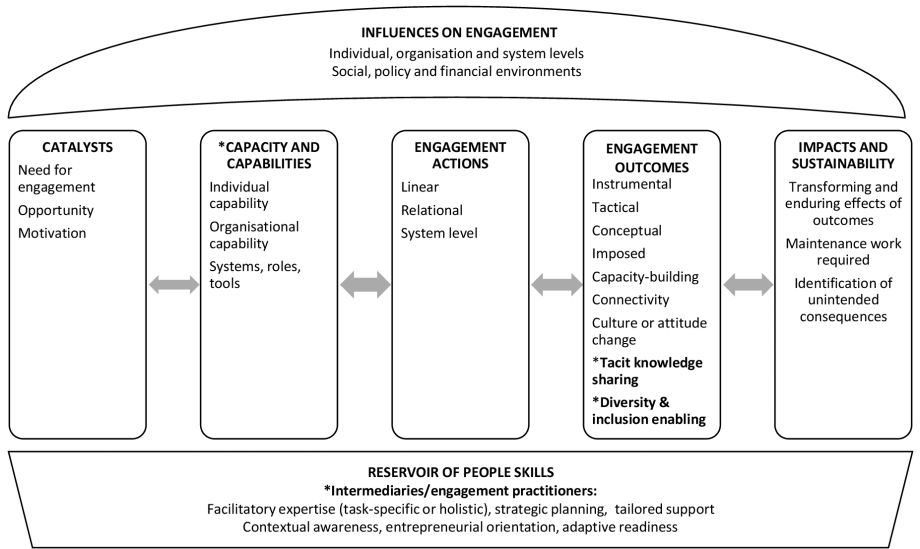 INFLUENCES ON ENGAGEMENT
Individual, organisation and system levels
Social, policy and financial environments
CATALYSTS
Need for
engagement
Opportunity
Motivation
*CAPACITY AND
CAPABILITIES
Individual
capability
Organisational
capability
Systems, roles,
tools
ENGAGEMENT
ACTIONS
Linear
Relational
System level
ENGAGEMENT
OUTCOMES
Instrumental
Tactical
Conceptual
Imposed
Capacity-building
Connectivity
Culture or attitude
change
*Tacit knowledge
sharing
*Diversity &
inclusion enabling
IMPACTS AND
SUSTAINABILITY
Transforming and
enduring effects of
outcomes
Maintenance work
required
Identification of
unintended
consequences
RESERVOIR OF PEOPLE SKILLS
*Intermediaries/engagement practitioners:
Facilitatory expertise (task-specific or holistic), strategic planning, tailored support
Contextual awareness, entrepreneurial orientation, adaptive readiness